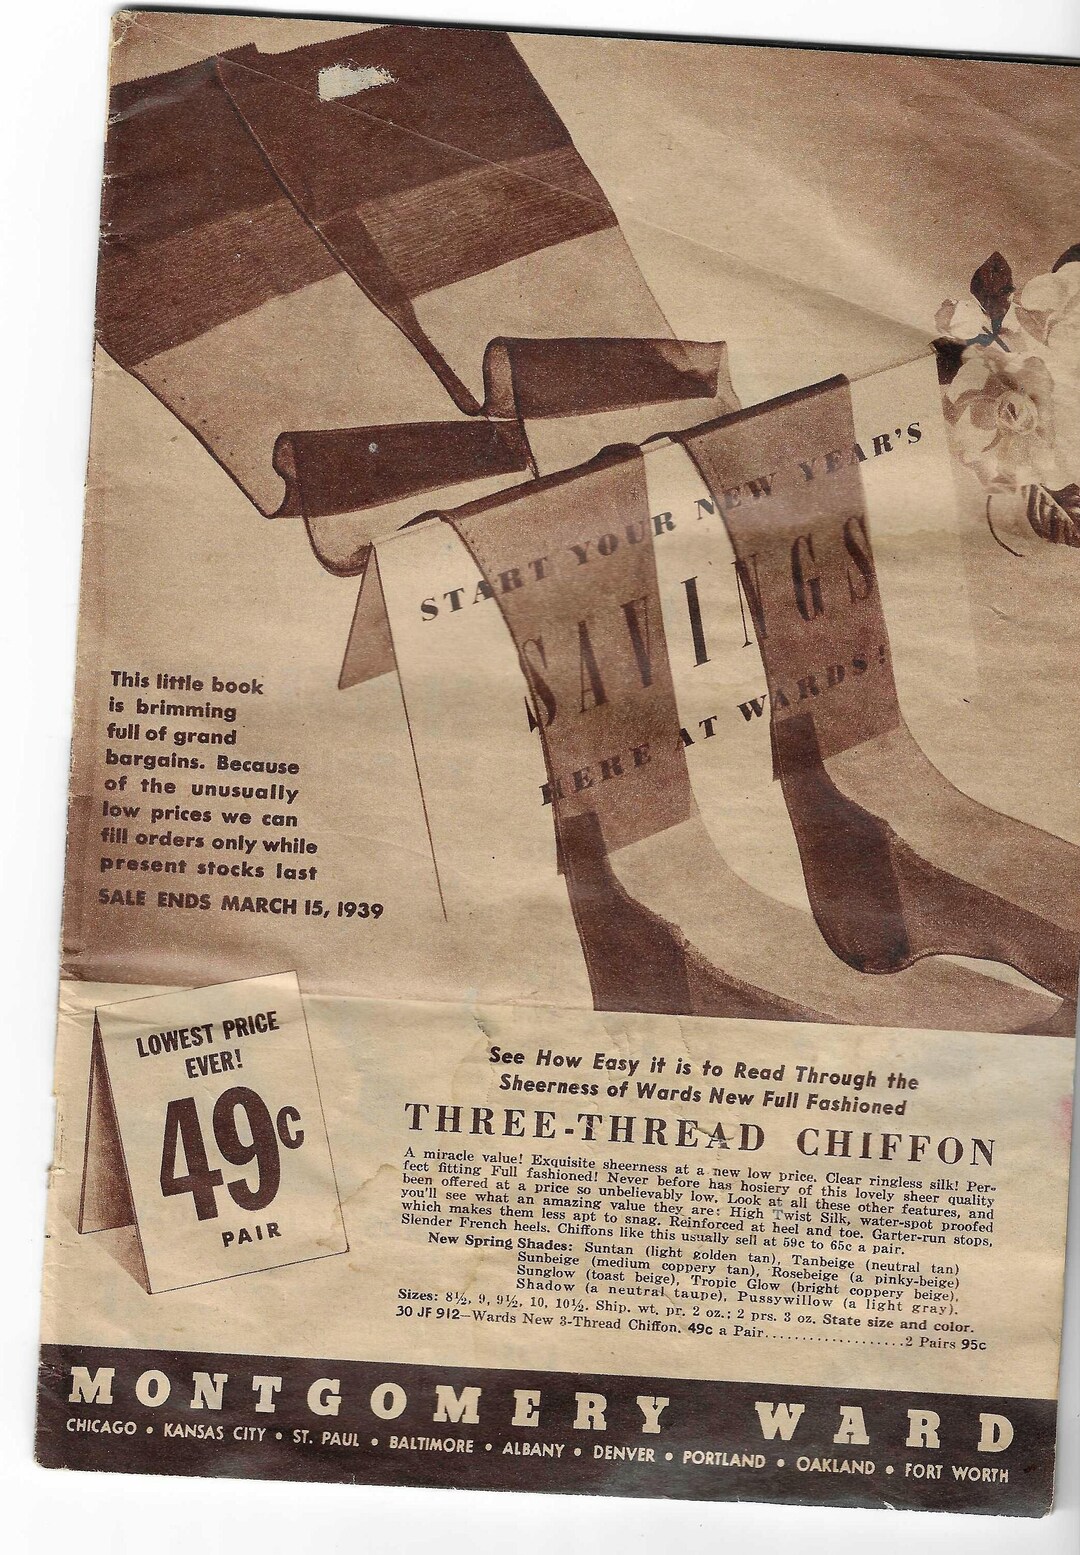 START YOUR NEW YEAR'S
SAVINGS
HERE AT WARDS!
This little book
is brimming
full of grand
bargains. Because
of the unusually
low prices we can
fill orders only while
present stocks last
SALE ENDS MARCH 15, 1939
LOWEST PRICE
EVER!
49c
PAIR
See How Easy it is to Read Through the
Sheerness of Wards New Full Fashioned
THREE-THREAD CHIFFON
A miracle value! Exquisite sheerness at a new low price. Clear ringless silk! Per-
fect fitting Full fashioned! Never before has hosiery of this lovely sheer quality
been offered at a price so unbelievably low. Look at all these other features, and
you'll see what an amazing value they are: High Twist Silk, water-spot proofed
which makes them less apt to snag. Reinforced at heel and toe. Garter-run stops,
Slender French heels. Chiffons like this usually sell at 59c to 65c a pair.
New Spring Shades: Suntan (light golden tan), Tanbeige (neutral tan)
Sunbeige (medium coppery tan), Rosebeige (a pinky-beige)
Sunglow (toast beige), Tropic Glow (bright coppery beige),
Shadow (a neutral taupe), Pussywillow (a light gray).
Sizes: 8½, 9, 9½, 10, 10½. Ship. wt. pr. 2 oz.; 2 prs. 3 oz. State size and color.
30 JF 912—Wards New 3-Thread Chiffon. 49c a Pair...................2 Pairs 95c
MONTGOMERY WARD
CHICAGO • KANSAS CITY • ST. PAUL • BALTIMORE • ALBANY • DENVER • PORTLAND • OAKLAND • FORT WORTH